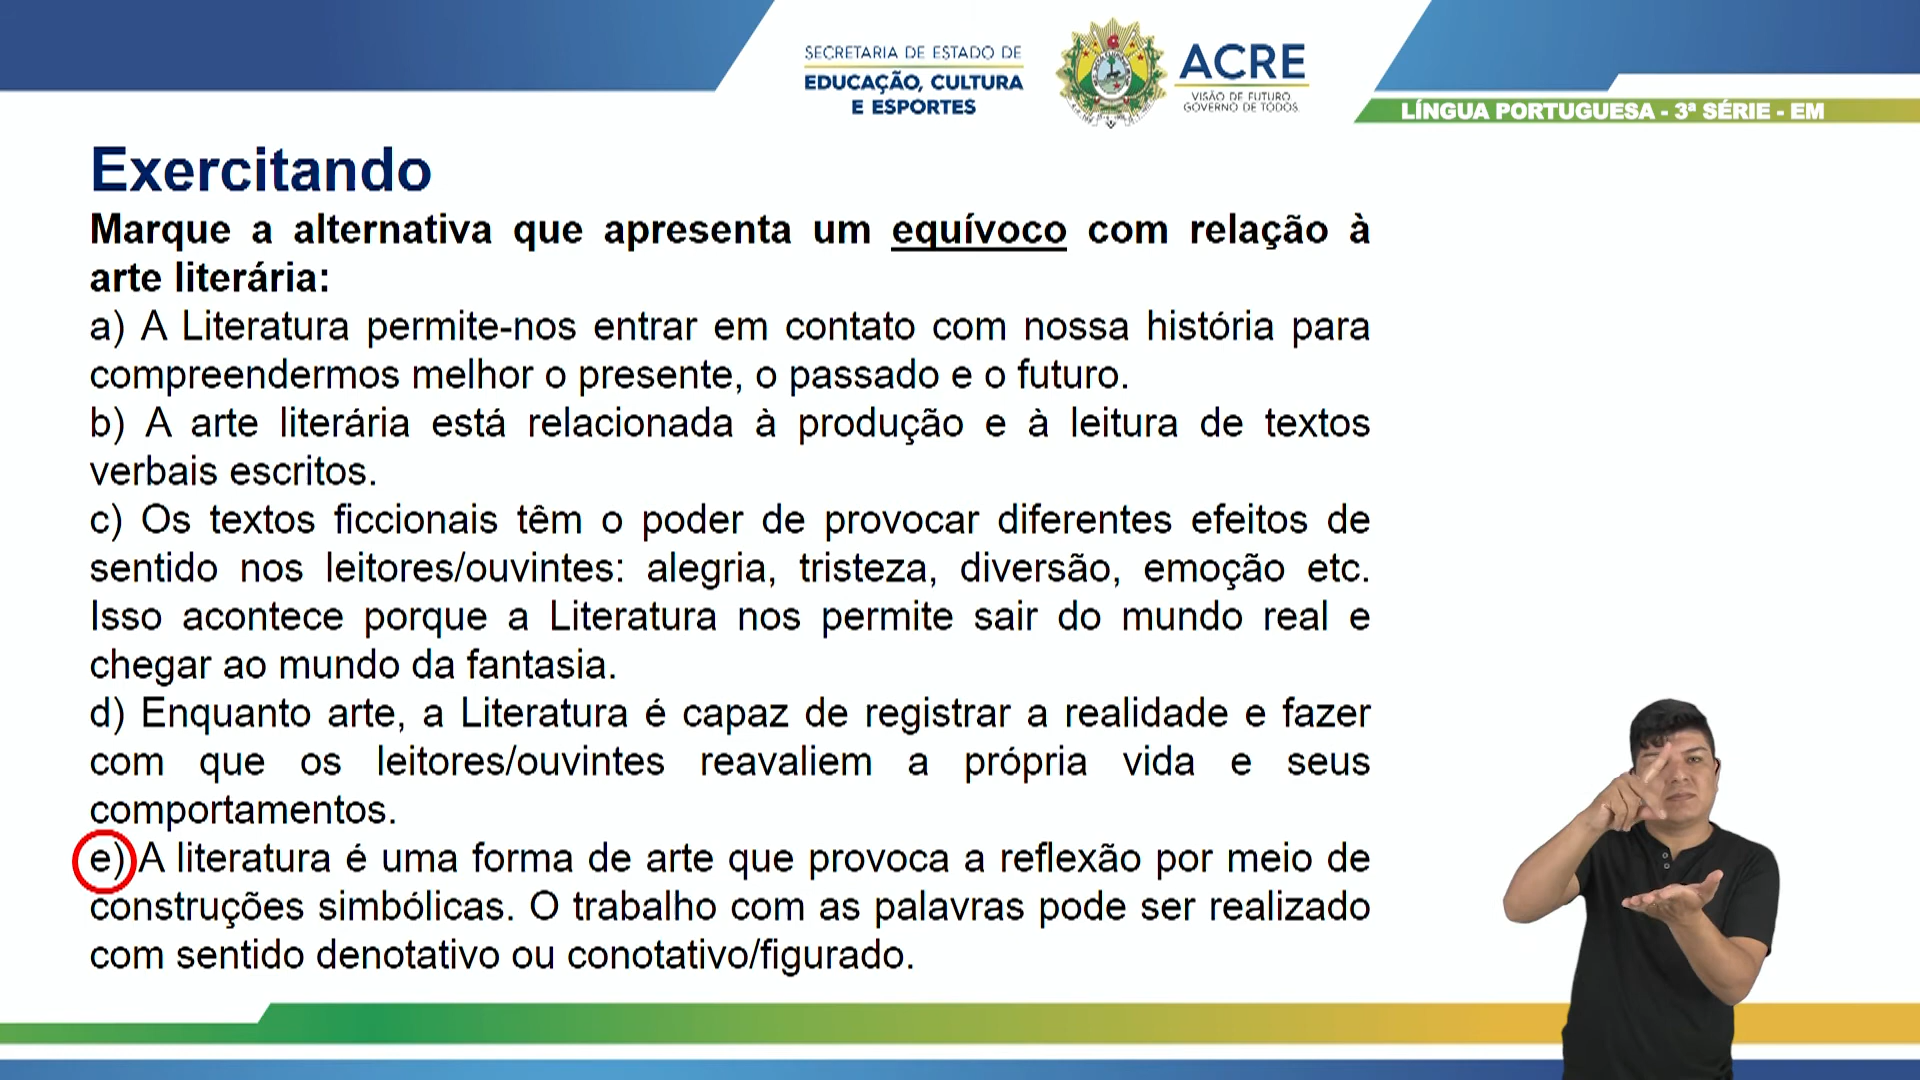 SECRETARIA DE ESTADO DE
EDUCAÇÃO, CULTURA
E ESPORTES
ACRE
VISÃO DE FUTURO
GOVERNO DE TODOS
LÍNGUA PORTUGUESA - 3ª SÉRIE - EM
Exercitando
Marque a alternativa que apresenta um equívoco com relação à
arte literária:
a) A Literatura permite-nos entrar em contato com nossa história para
compreendermos melhor o presente, o passado e o futuro.
b) A arte literária está relacionada à produção e à leitura de textos
verbais escritos.
c) Os textos ficcionais têm o poder de provocar diferentes efeitos de
sentido nos leitores/ouvintes: alegria, tristeza, diversão, emoção etc.
Isso acontece porque a Literatura nos permite sair do mundo real e
chegar ao mundo da fantasia.
d) Enquanto arte, a Literatura é capaz de registrar a realidade e fazer
com que os leitores/ouvintes reavaliem a própria vida e seus
comportamentos.
e) A literatura é uma forma de arte que provoca a reflexão por meio de
construções simbólicas. O trabalho com as palavras pode ser realizado
com sentido denotativo ou conotativo/figurado.